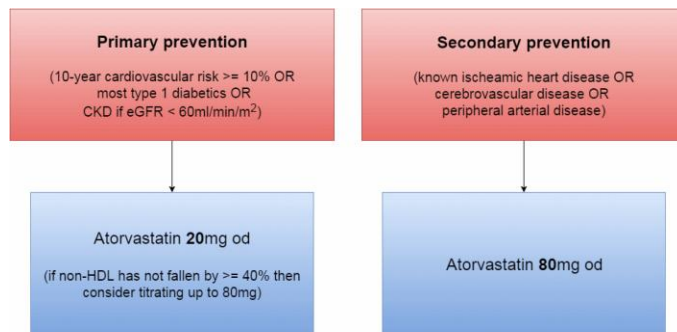 Primary prevention
(10-year cardiovascular risk >= 10% OR
most type 1 diabetics OR
CKD if eGFR < 60ml/min/m²)
Atorvastatin 20mg od
(if non-HDL has not fallen by >= 40% then
consider titrating up to 80mg)
Secondary prevention
(known ischeamic heart disease OR
cerebrovascular disease OR
peripheral arterial disease)
Atorvastatin 80mg od